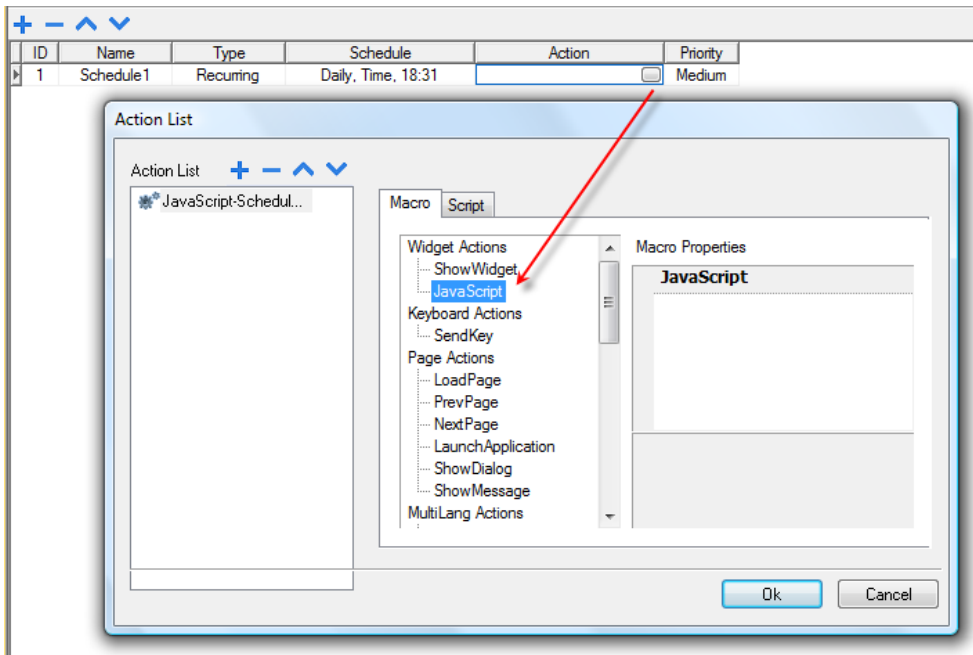 ID Name Type Schedule Action Priority
1 Schedule1 Recurring Daily, Time, 18:31 Medium
Action List
Action List
JavaScript-Schedul...
Macro Script
Widget Actions
ShowWidget
JavaScript
Keyboard Actions
SendKey
Page Actions
LoadPage
PrevPage
NextPage
LaunchApplication
ShowDialog
ShowMessage
MultiLang Actions
Macro Properties
JavaScript
Ok Cancel